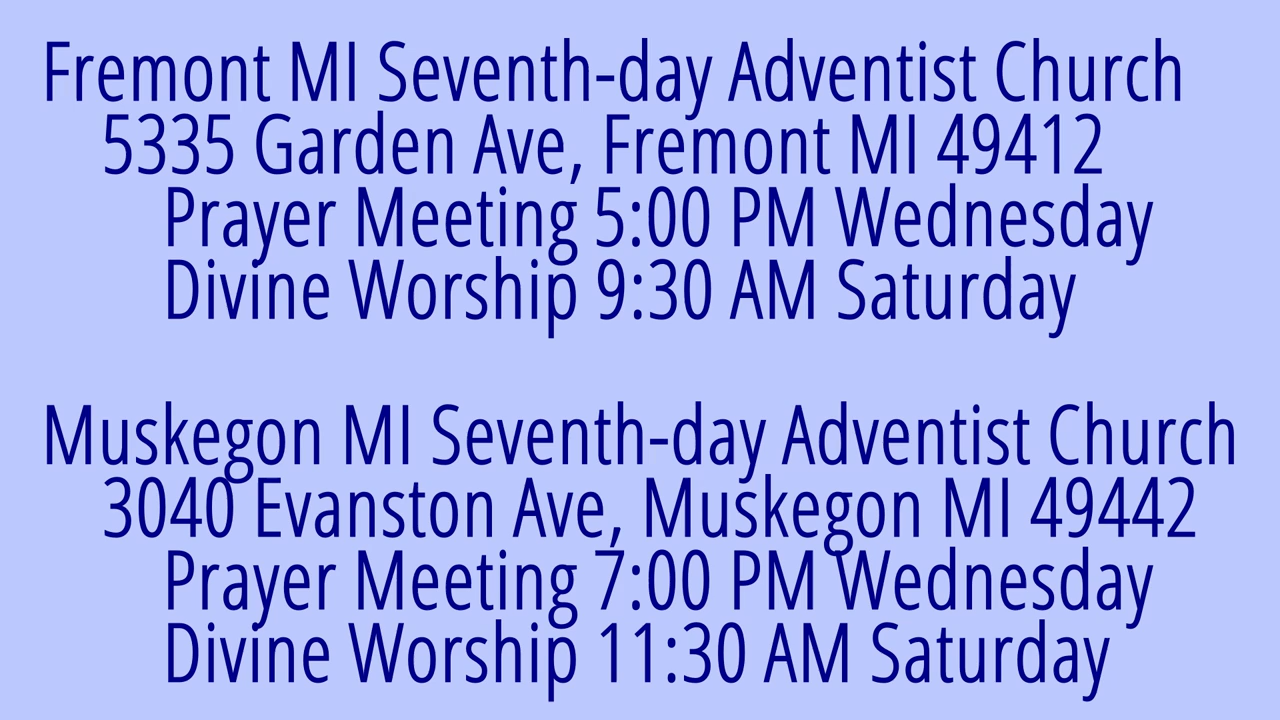 Fremont MI Seventh-day Adventist Church
5335 Garden Ave, Fremont MI 49412
Prayer Meeting 5:00 PM Wednesday
Divine Worship 9:30 AM Saturday
Muskegon MI Seventh-day Adventist Church
3040 Evanston Ave, Muskegon MI 49442
Prayer Meeting 7:00 PM Wednesday
Divine Worship 11:30 AM Saturday